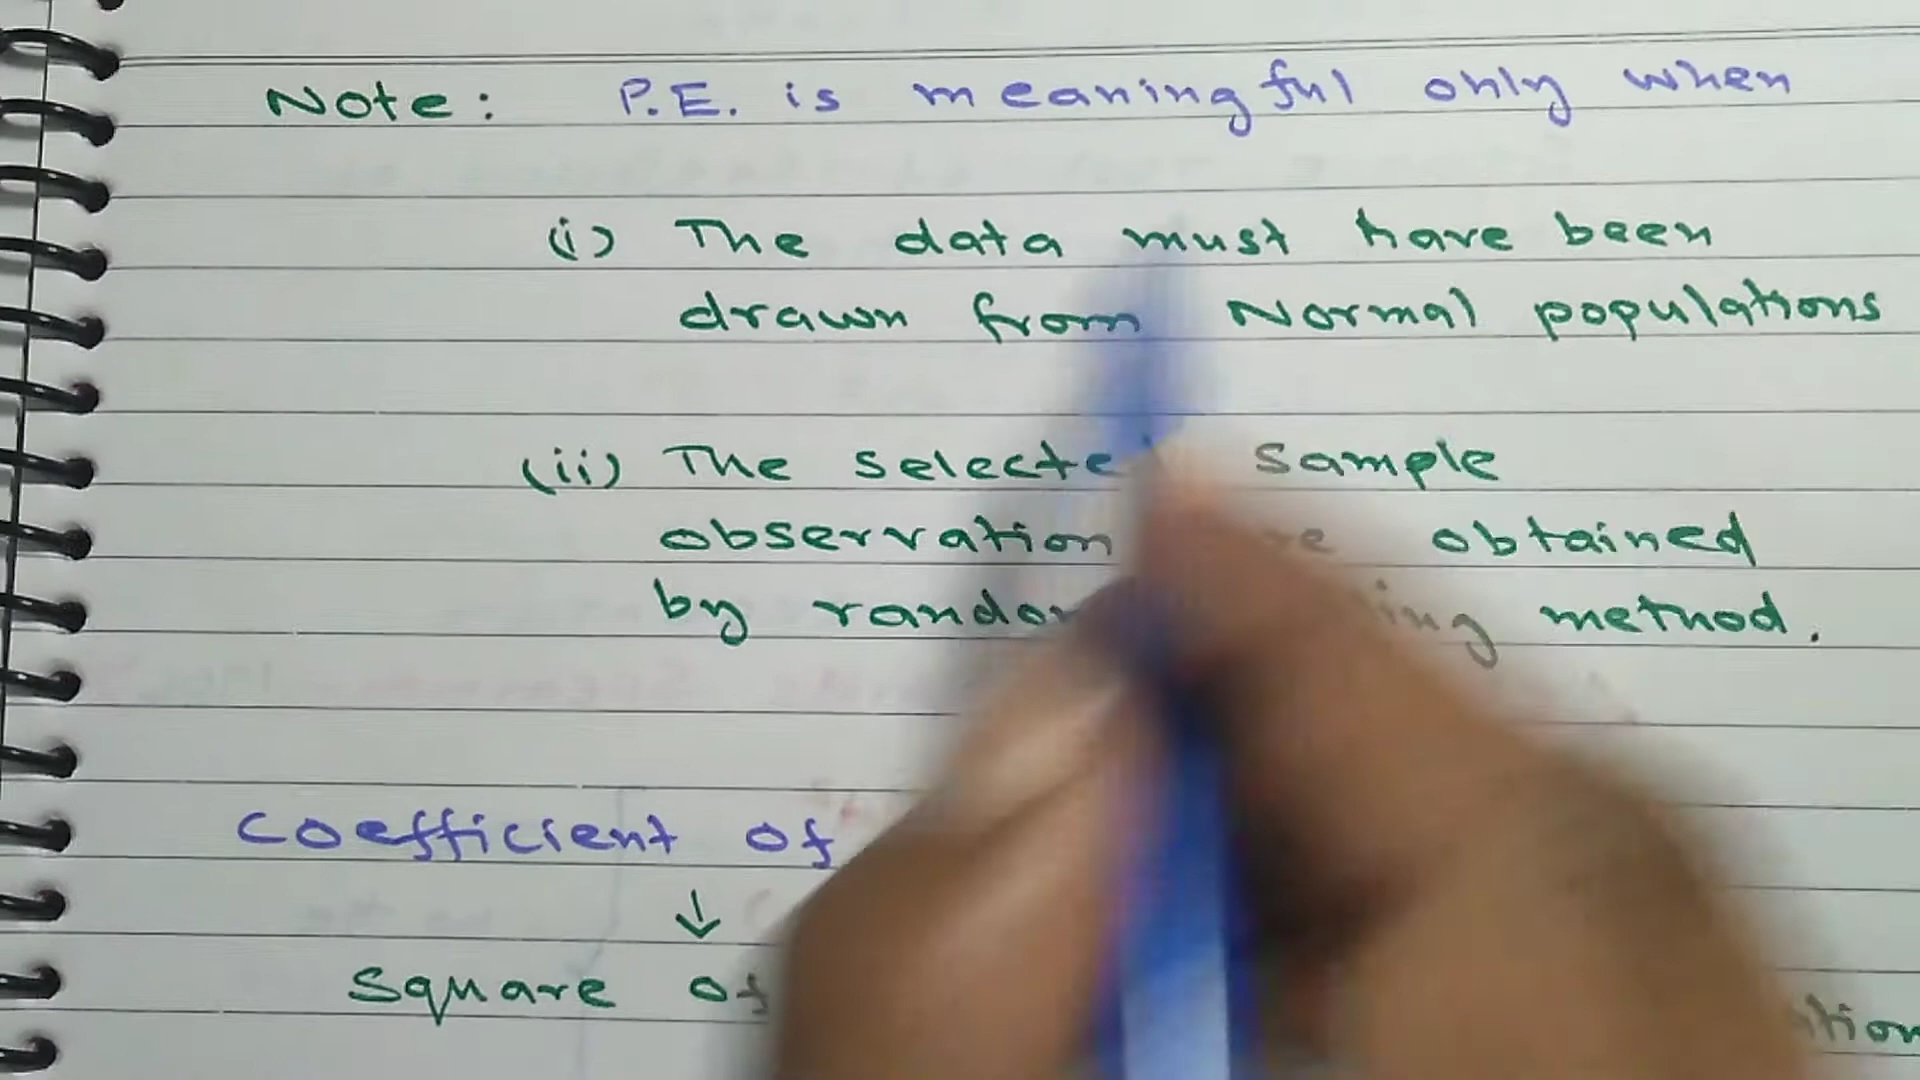 Note: P.E. is meaningful only when
(i) The data must have been
drawn from Normal populations
(ii) The selecte sample
observation obtained
by method.
Coefficient of
Square of